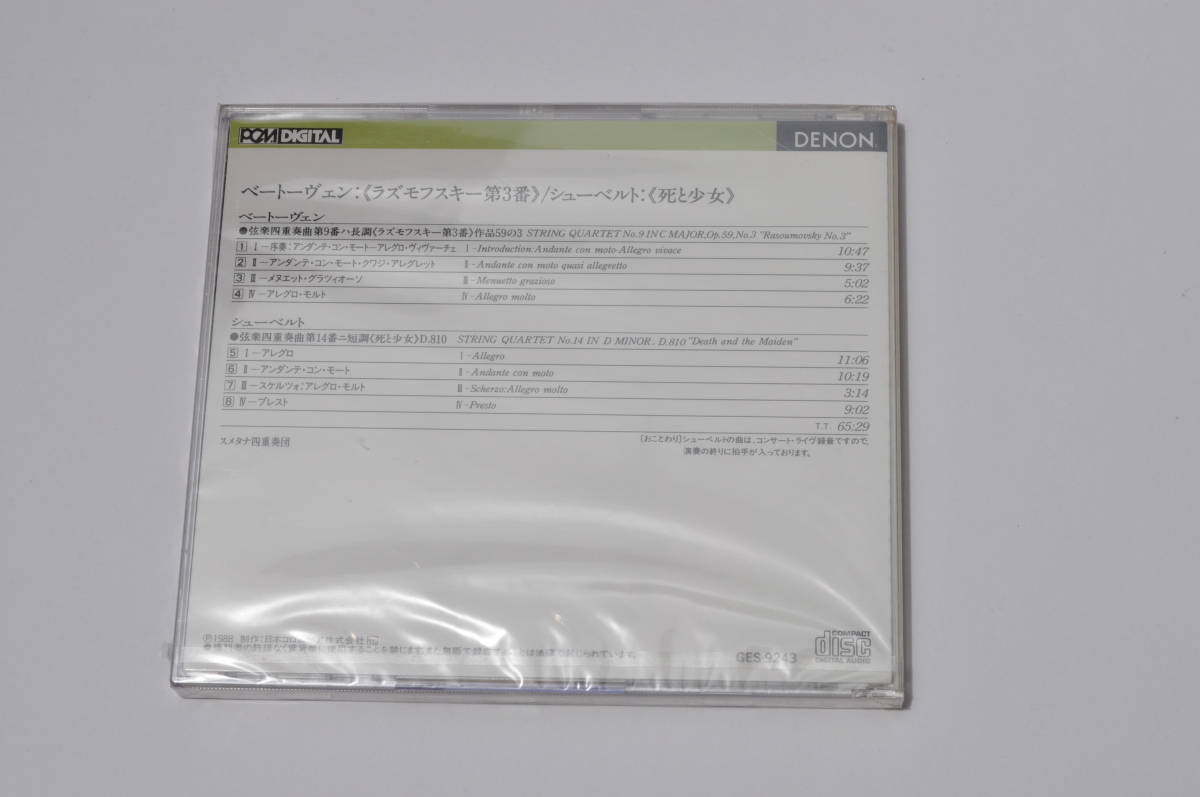 PCM DIGITAL
DENON
ベートーヴェン:《ラズモフスキー第3番》/シューベルト:《死と少女》
ベートーヴェン
●弦楽四重奏曲第9番ハ長調《ラズモフスキー第3番》作品59の3 STRING QUARTET No.9 IN C MAJOR,Op.59,No.3 "Rasoumovsky No.3"
1 Ⅰ—序奏:アンダンテ・コン・モート—アレグロ・ヴィヴァーチェ Ⅰ-Introduction:Andante con moto-Allegro vivace 10:47
2 Ⅱ—アンダンテ・コン・モート・クワジ・アレグレット Ⅱ-Andante con moto quasi allegretto 9:37
3 Ⅲ—メヌエット・グラツィオーソ Ⅲ-Menuetto grazioso 5:02
4 Ⅳ—アレグロ・モルト Ⅳ-Allegro molto 6:22
シューベルト
●弦楽四重奏曲第14番ニ短調《死と少女》D.810 STRING QUARTET No.14 IN D MINOR. D.810 "Death and the Maiden"
5 Ⅰ—アレグロ Ⅰ-Allegro 11:06
6 Ⅱ—アンダンテ・コン・モート Ⅱ-Andante con moto 10:19
7 Ⅲ—スケルツォ:アレグロ・モルト Ⅲ-Scherzo:Allegro molto 3:14
8 Ⅳ—プレスト Ⅳ-Presto 9:02
T.T. 65:29
スメタナ四重奏団
〔おことわり〕シューベルトの曲は、コンサート・ライヴ録音ですので、
演奏の終りに拍手が入っております。
Ⓟ1988 制作:日本コロムビア株式会社
GES-9243
COMPACT
disc
DIGITAL AUDIO